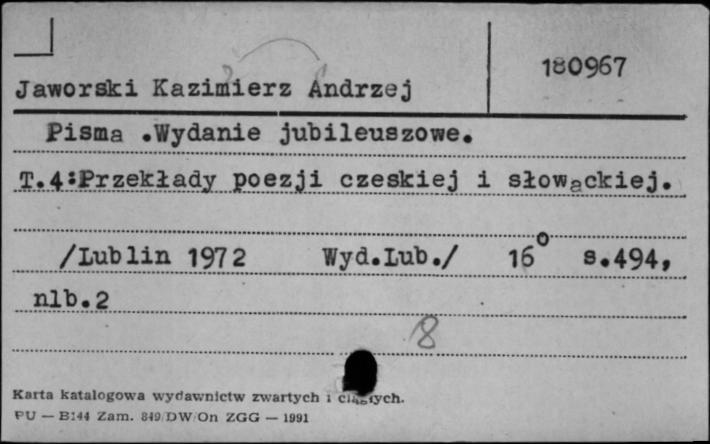 180967
Jaworski Kazimierz Andrzej
Pisma .Wydanie jubileuszowe.
T.4:Przekłady poezji czeskiej i słowackiej.
/Lublin 1972 Wyd.Lub./ 16° s.494,
nlb.2
8
Karta katalogowa wydawnictw zwartych i ciągłych.
PU — B144 Zam. 849/DW/On ZGG — 1991